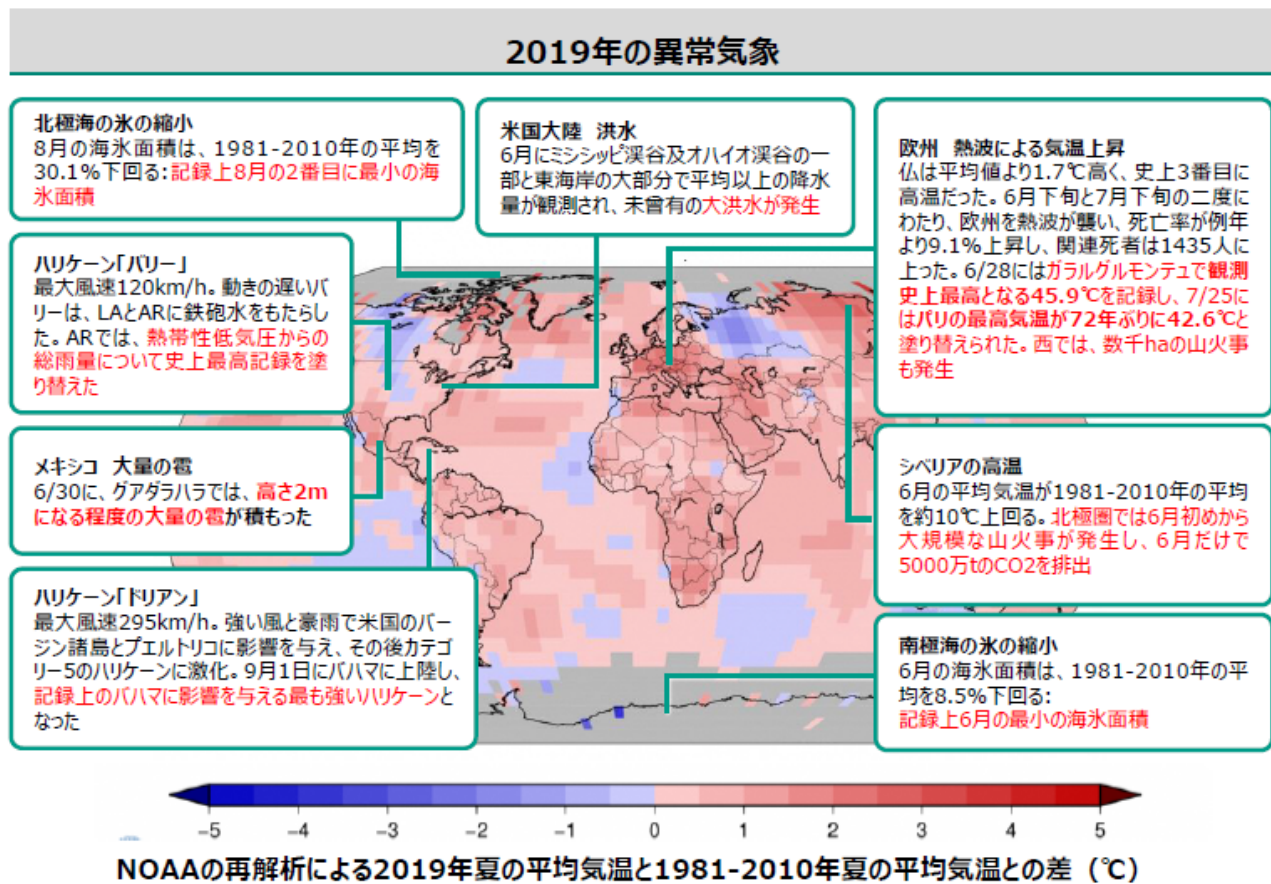 2019年の異常気象
北極海の氷の縮小
8月の海氷面積は、1981-2010年の平均を
30.1%下回る:記録上8月の2番目に最小の海
氷面積
米国大陸 洪水
6月にミシシッピ渓谷及オハイオ渓谷の一
部と東海岸の大部分で平均以上の降水
量が観測され、未曾有の大洪水が発生
欧州 熱波による気温上昇
仏は平均値より1.7℃高く、史上3番目に
高温だった。6月下旬と7月下旬の二度に
わたり、欧州を熱波が襲い、死亡率が例年
より9.1%上昇し、関連死者は1435人に
上った。6/28にはガラルグルモンテュで観測
史上最高となる45.9℃を記録し、7/25に
はパリの最高気温が72年ぶりに42.6℃と
塗り替えられた。西では、数千haの山火事
も発生
ハリケーン「バリー」
最大風速120km/h。動きの遅いバ
リーは、LAとARに鉄砲水をもたらし
た。ARでは、熱帯性低気圧からの
総雨量について史上最高記録を塗
り替えた
メキシコ 大量の雹
6/30に、グアダラハラでは、高さ2m
になる程度の大量の雹が積もった
シベリアの高温
6月の平均気温が1981-2010年の平均
を約10℃上回る。北極圏では6月初めから
大規模な山火事が発生し、6月だけで
5000万tのCO2を排出
ハリケーン「ドリアン」
最大風速295km/h。強い風と豪雨で米国のバー
ジン諸島とプエルトリコに影響を与え、その後カテゴ
リー5のハリケーンに激化。9月1日にバハマに上陸し、
記録上のバハマに影響を与える最も強いハリケーンと
なった
南極海の氷の縮小
6月の海氷面積は、1981-2010年の平
均を8.5%下回る:
記録上6月の最小の海氷面積
-5 -4 -3 -2 -1 0 1 2 3 4 5
NOAAの再解析による2019年夏の平均気温と1981-2010年夏の平均気温との差（℃）